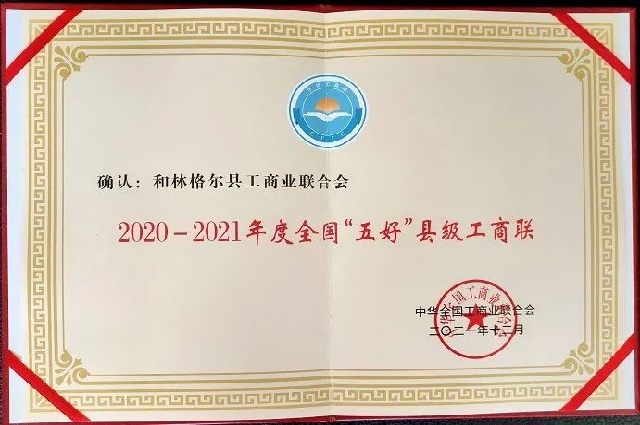 确认：和林格尔县工商业联合会
2020-2021年度全国“五好”县级工商联
中华全国工商业联合会
二〇二一年十二月